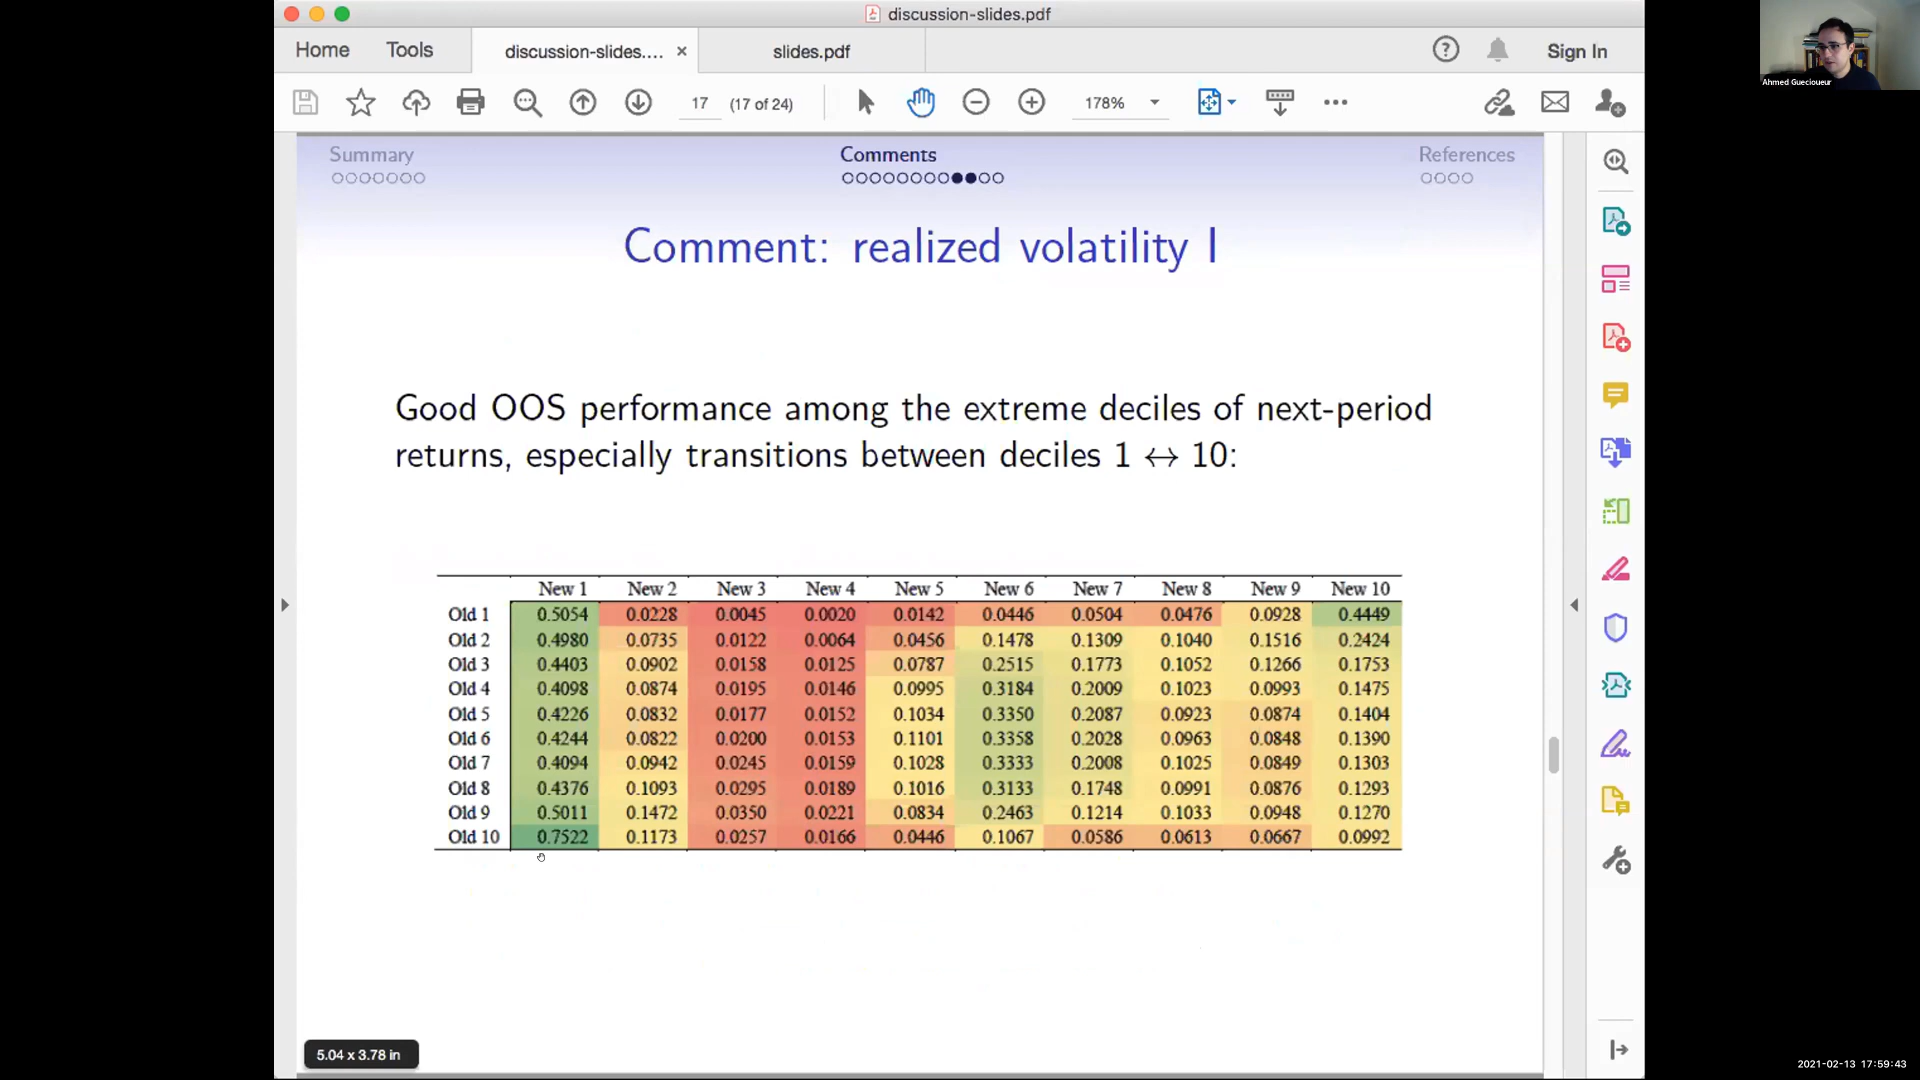 discussion-slides.pdf
Home Tools discussion-slides.... × slides.pdf Sign In
17 (17 of 24) 178%
Summary Comments References
Comment: realized volatility I
Good OOS performance among the extreme deciles of next-period
returns, especially transitions between deciles 1 ↔ 10:
New 1 New 2 New 3 New 4 New 5 New 6 New 7 New 8 New 9 New 10
Old 1 0.5054 0.0228 0.0045 0.0020 0.0142 0.0446 0.0504 0.0476 0.0928 0.4449
Old 2 0.4980 0.0735 0.0122 0.0064 0.0456 0.1478 0.1309 0.1040 0.1516 0.2424
Old 3 0.4403 0.0902 0.0158 0.0125 0.0787 0.2515 0.1773 0.1052 0.1266 0.1753
Old 4 0.4098 0.0874 0.0195 0.0146 0.0995 0.3184 0.2009 0.1023 0.0993 0.1475
Old 5 0.4226 0.0832 0.0177 0.0152 0.1034 0.3350 0.2087 0.0923 0.0874 0.1404
Old 6 0.4244 0.0822 0.0200 0.0153 0.1101 0.3358 0.2028 0.0963 0.0848 0.1390
Old 7 0.4094 0.0942 0.0245 0.0159 0.1028 0.3333 0.2008 0.1025 0.0849 0.1303
Old 8 0.4376 0.1093 0.0295 0.0189 0.1016 0.3133 0.1748 0.0991 0.0876 0.1293
Old 9 0.5011 0.1472 0.0350 0.0221 0.0834 0.2463 0.1214 0.1033 0.0948 0.1270
Old 10 0.7522 0.1173 0.0257 0.0166 0.0446 0.1067 0.0586 0.0613 0.0667 0.0992
5.04 x 3.78 in
Ahmed Guecioueur
2021-02-13 17:59:43